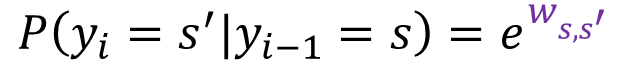 P(y_i = s′|y_{i−1} = s) = e^{w_{s,s′}}